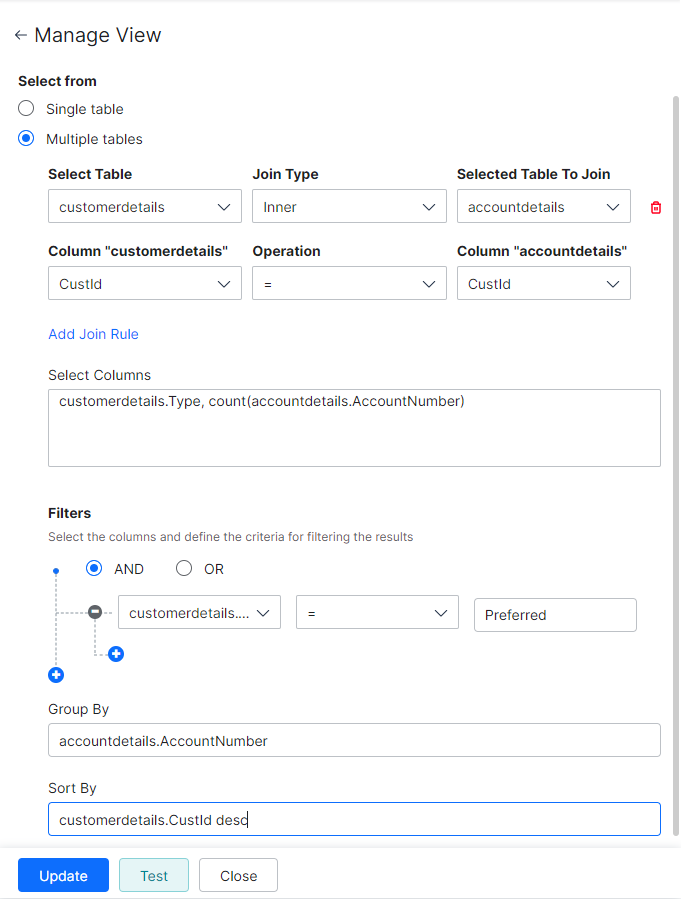 Manage View
Select from
Single table
Multiple tables
Select Table Join Type Selected Table To Join
customerdetails Inner accountdetails
Column "customerdetails" Operation Column "accountdetails"
CustId = CustId
Add Join Rule
Select Columns
customerdetails.Type, count(accountdetails.AccountNumber)
Filters
Select the columns and define the criteria for filtering the results
AND OR
customerdetails.... = Preferred
Group By
accountdetails.AccountNumber
Sort By
customerdetails.CustId desc
Update Test Close